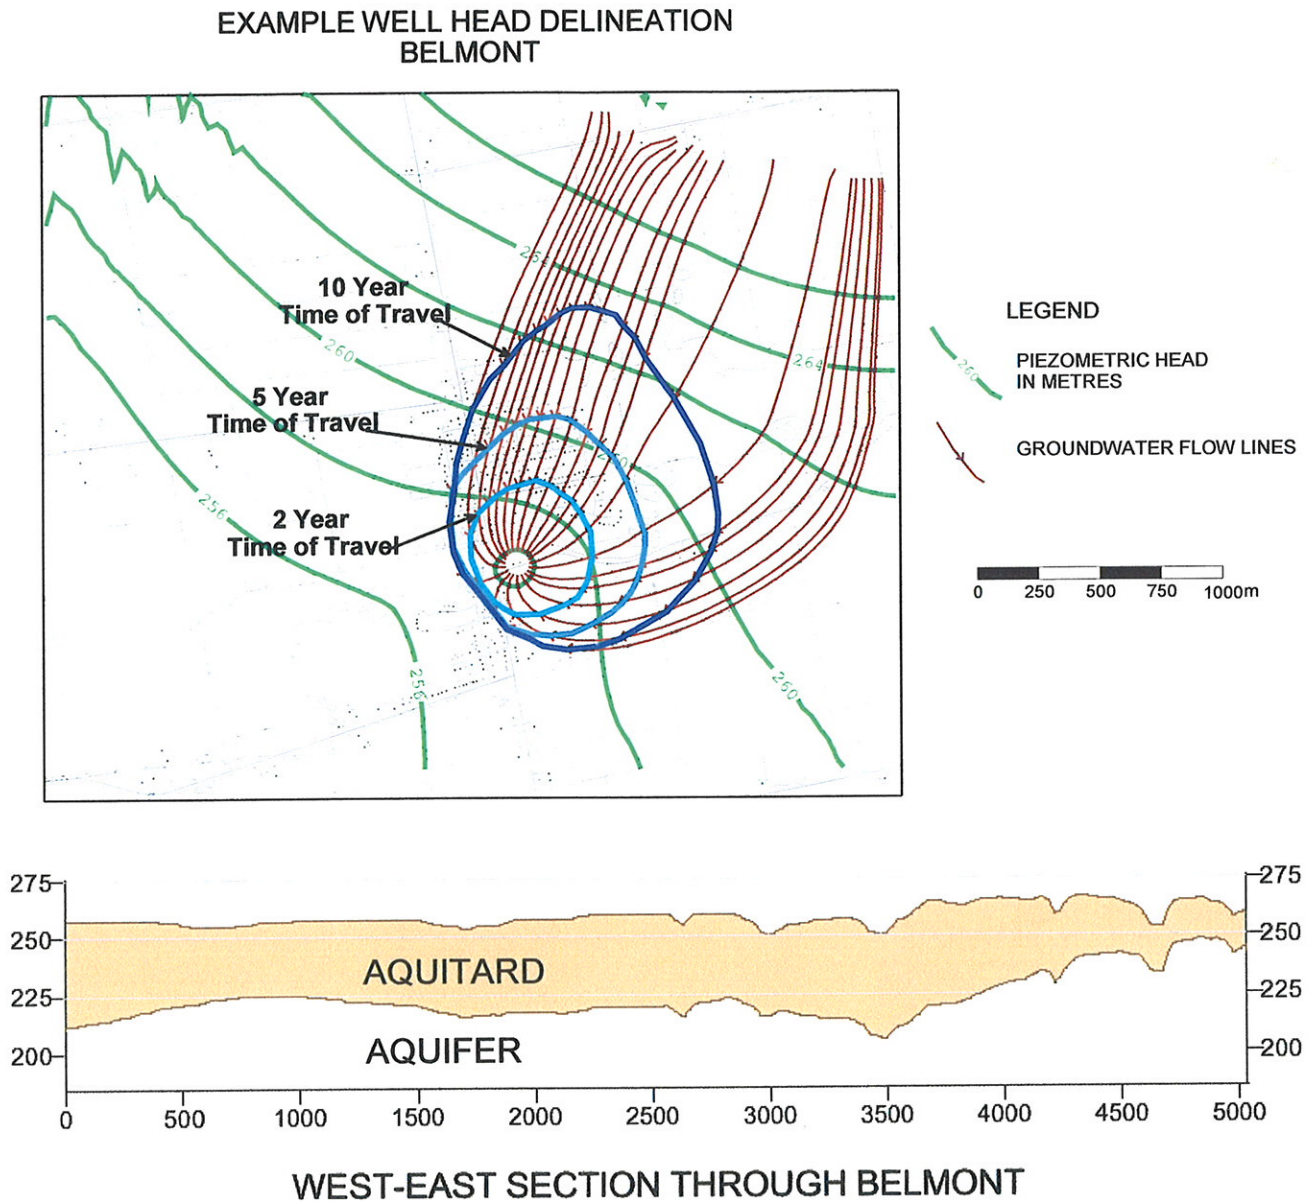 EXAMPLE WELL HEAD DELINEATION
BELMONT
264
10 Year
Time of Travel
260
264
5 Year
Time of Travel
256
2 Year
Time of Travel
256
260
LEGEND
260
PIEZOMETRIC HEAD
IN METRES
GROUNDWATER FLOW LINES
0 250 500 750 1000m
275 275
250 250
AQUITARD
225 225
AQUIFER
200 200
0 500 1000 1500 2000 2500 3000 3500 4000 4500 5000
WEST-EAST SECTION THROUGH BELMONT